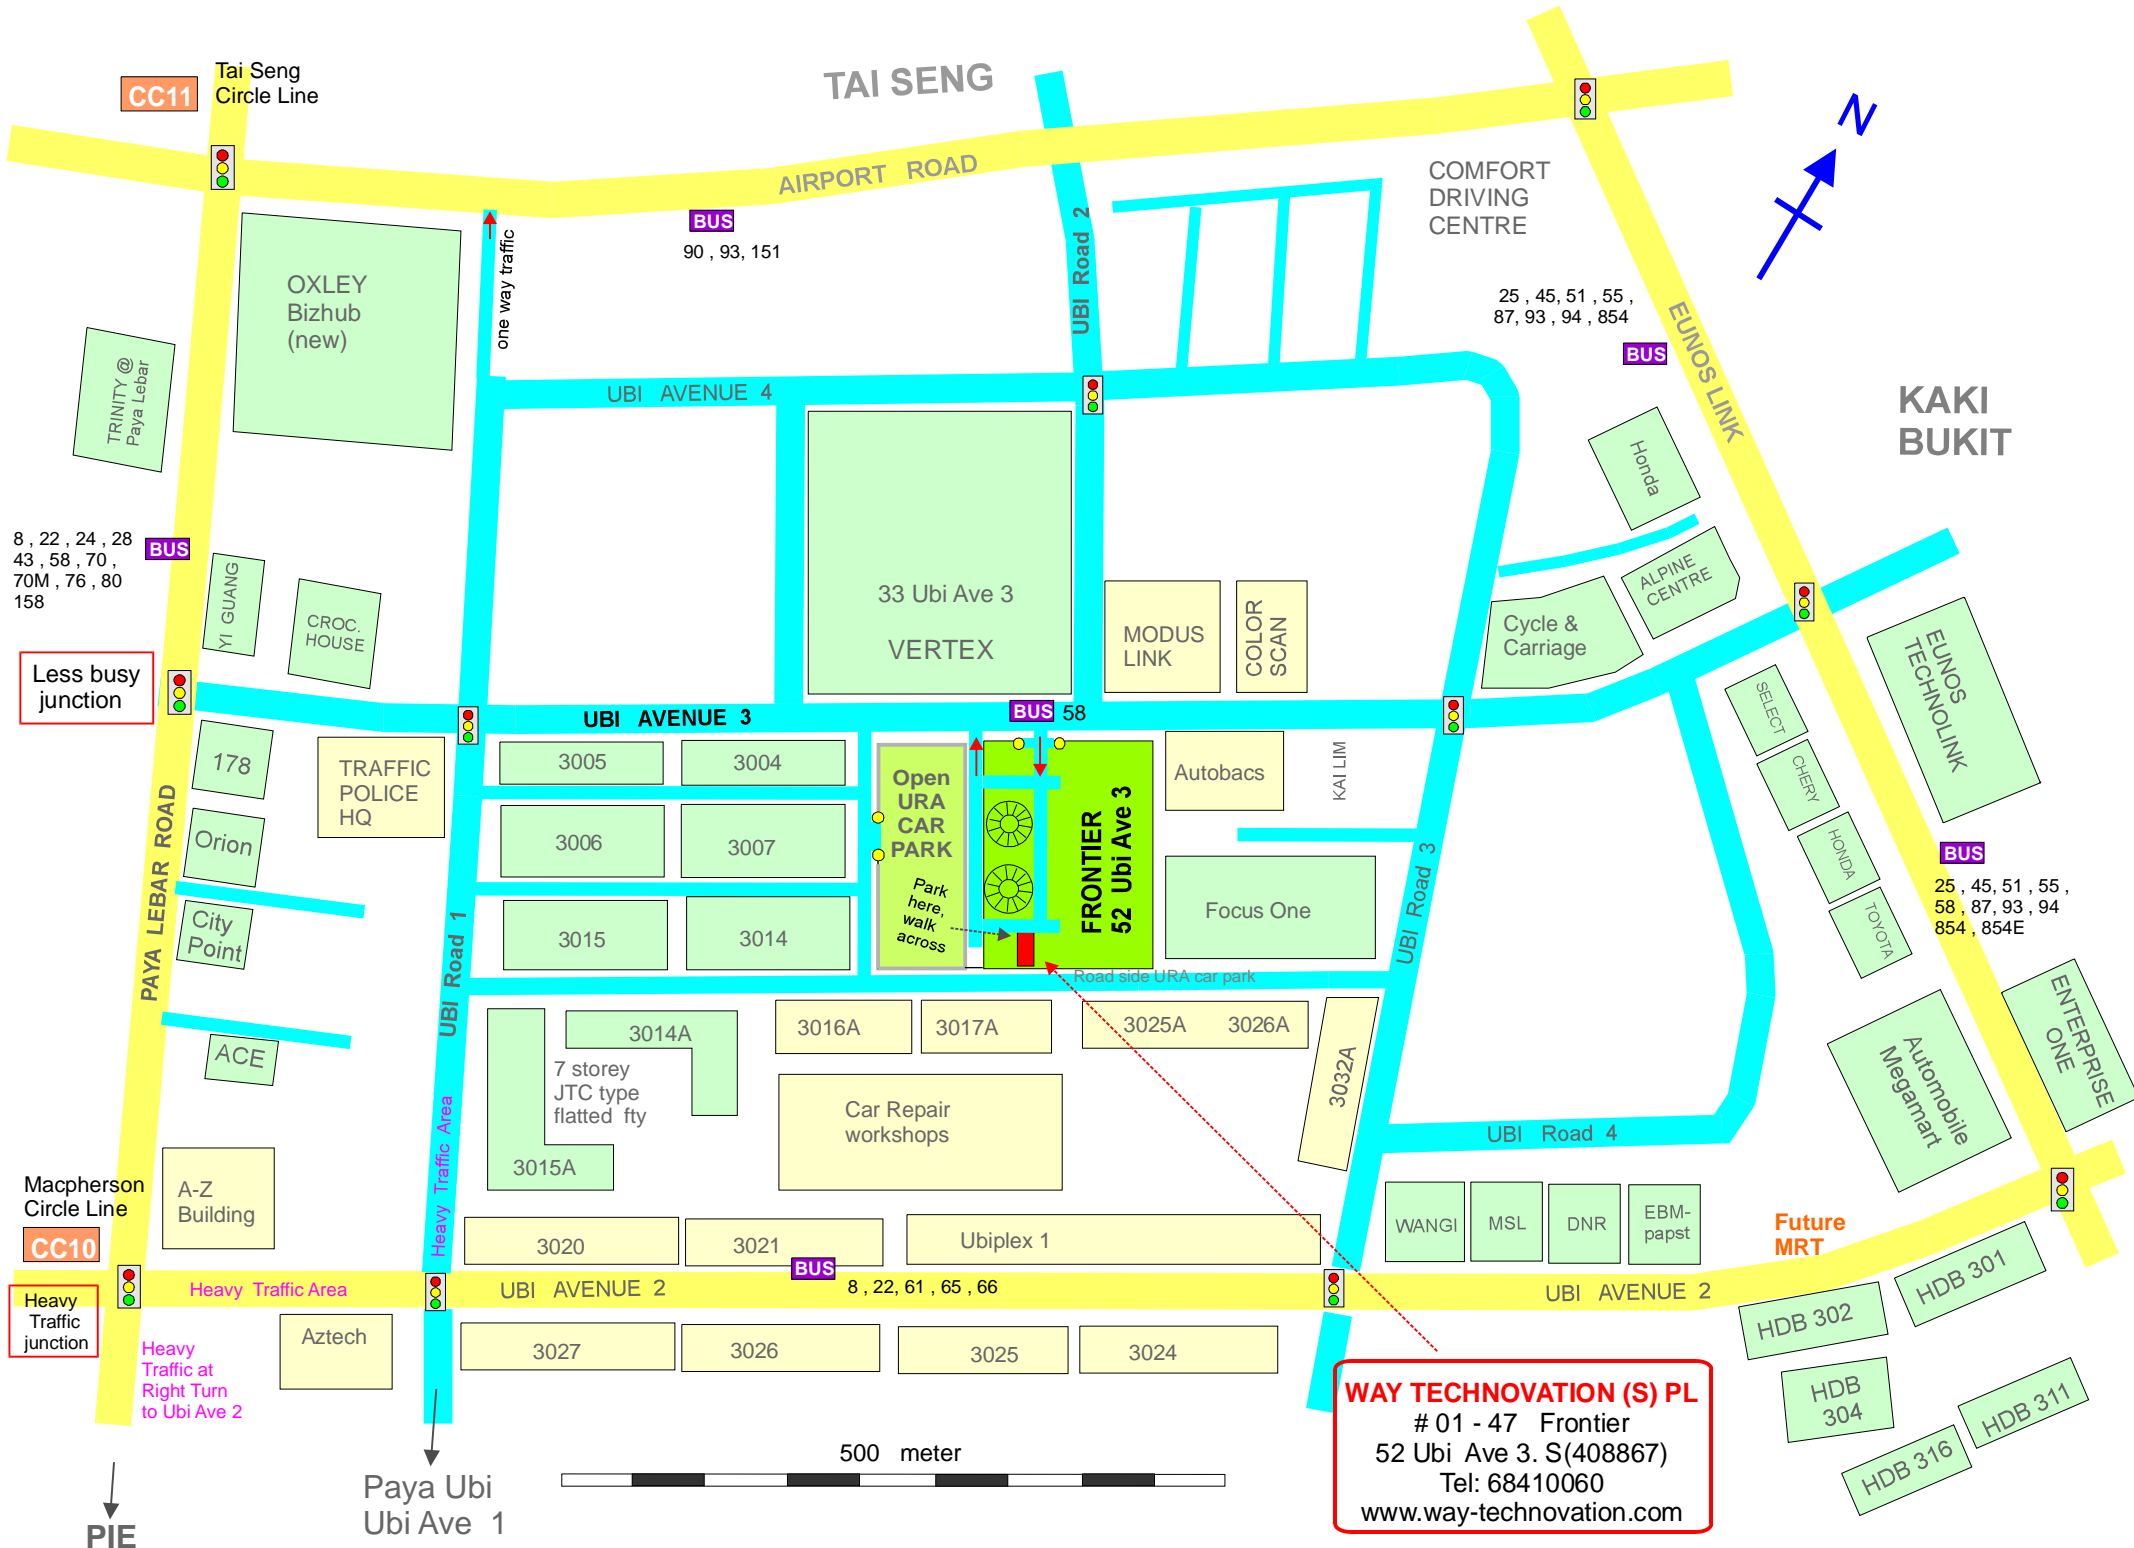 Tai Seng
Circle Line
CC11
TAI SENG
N
AIRPORT ROAD
COMFORT
DRIVING
CENTRE
BUS
90 , 93, 151
one way traffic
UBI Road 2
OXLEY
Bizhub
(new)
25 , 45, 51 , 55 ,
87, 93 , 94 , 854
BUS
EUNOS LINK
TRINITY @
Paya Lebar
UBI AVENUE 4
KAKI
BUKIT
Honda
8 , 22 , 24 , 28
43 , 58 , 70 ,
70M , 76 , 80
158
BUS
YI GUANG
CROC.
HOUSE
33 Ubi Ave 3
VERTEX
MODUS
LINK
COLOR
SCAN
Cycle &
Carriage
ALPINE
CENTRE
EUNOS
TECHNOLINK
Less busy
junction
UBI AVENUE 3
BUS 58
SELECT
CHERY
HONDA
TOYOTA
178
TRAFFIC
POLICE
HQ
3005
3004
Open
URA
CAR
PARK
Park
here,
walk
across
FRONTIER
52 Ubi Ave 3
Autobacs
KAI LIM
Orion
3006
3007
BUS
25 , 45, 51 , 55 ,
58 , 87, 93 , 94
854 , 854E
PAYA LEBAR ROAD
City
Point
UBI Road 1
3015
3014
Focus One
UBI Road 3
Road side URA car park
ACE
3014A
3016A
3017A
3025A
3026A
3032A
7 storey
JTC type
flatted fty
3015A
Car Repair
workshops
UBI Road 4
Automobile
Megamart
ENTERPRISE
ONE
Heavy Traffic Area
Macpherson
Circle Line
CC10
A-Z
Building
3020
3021
Ubiplex 1
WANGI
MSL
DNR
EBM-
papst
Future
MRT
Heavy
Traffic
junction
Heavy Traffic Area
UBI AVENUE 2
BUS
8 , 22, 61 , 65 , 66
UBI AVENUE 2
HDB 301
HDB 302
Heavy
Traffic at
Right Turn
to Ubi Ave 2
Aztech
3027
3026
3025
3024
HDB
304
HDB 311
HDB 316
WAY TECHNOVATION (S) PL
# 01 - 47 Frontier
52 Ubi Ave 3. S(408867)
Tel: 68410060
www.way-technovation.com
500 meter
Paya Ubi
Ubi Ave 1
PIE